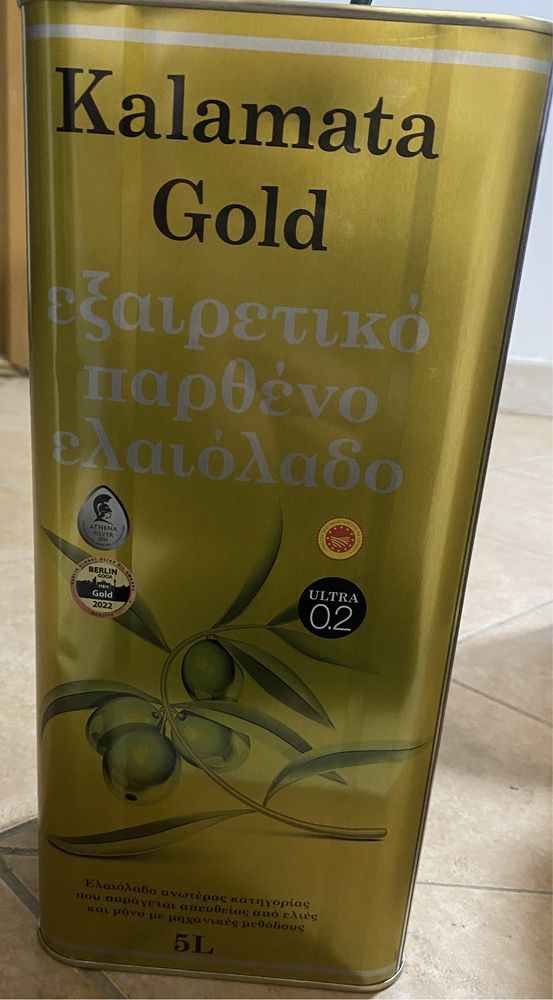 Kalamata
Gold
εξαιρετικό
παρθένο
ελαιόλαδο
ATHENA
SILVER
BERLIN
GOOA
Gold
2022
ULTRA
0.2
Ελαιόλαδο ανωτέρας κατηγορίας
που παράγεται απευθείας από ελιές
και μόνο με μηχανικές μεθόδους
5L